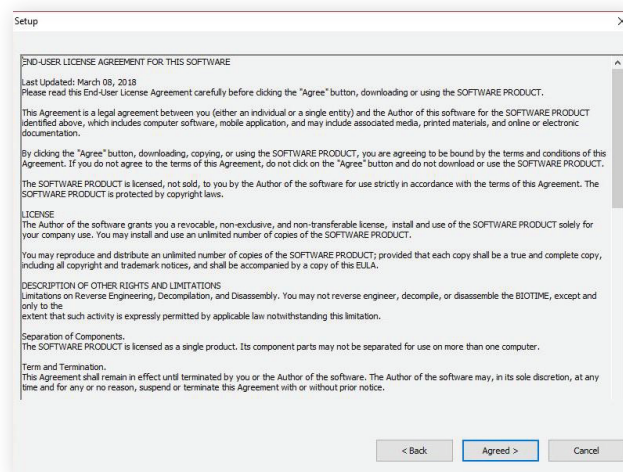 Setup
END-USER LICENSE AGREEMENT FOR THIS SOFTWARE
Last Updated: March 08, 2018
Please read this End-User License Agreement carefully before clicking the "Agree" button, downloading or using the SOFTWARE PRODUCT.
This Agreement is a legal agreement between you (either an individual or a single entity) and the Author of this software for the SOFTWARE PRODUCT
identified above, which includes computer software, mobile application, and may include associated media, printed materials, and online or electronic
documentation.
By clicking the "Agree" button, downloading, copying, or using the SOFTWARE PRODUCT, you are agreeing to be bound by the terms and conditions of this
Agreement. If you do not agree to the terms of this Agreement, do not click on the "Agree" button and do not download or use the SOFTWARE PRODUCT.
The SOFTWARE PRODUCT is licensed, not sold, to you by the Author of the software for use strictly in accordance with the terms of this Agreement. The
SOFTWARE PRODUCT is protected by copyright laws.
LICENSE
The Author of the software grants you a revocable, non-exclusive, and non-transferable license, install and use of the SOFTWARE PRODUCT solely for
your company use. You may install and use an unlimited number of copies of the SOFTWARE PRODUCT.
You may reproduce and distribute an unlimited number of copies of the SOFTWARE PRODUCT; provided that each copy shall be a true and complete copy,
including all copyright and trademark notices, and shall be accompanied by a copy of this EULA.
DESCRIPTION OF OTHER RIGHTS AND LIMITATIONS
Limitations on Reverse Engineering, Decompilation, and Disassembly. You may not reverse engineer, decompile, or disassemble the BIOTIME, except and
only to the
extent that such activity is expressly permitted by applicable law notwithstanding this limitation.
Separation of Components.
The SOFTWARE PRODUCT is licensed as a single product. Its component parts may not be separated for use on more than one computer.
Term and Termination.
This Agreement shall remain in effect until terminated by you or the Author of the software. The Author of the software may, in its sole discretion, at any
time and for any or no reason, suspend or terminate this Agreement with or without prior notice.
< Back Agreed > Cancel